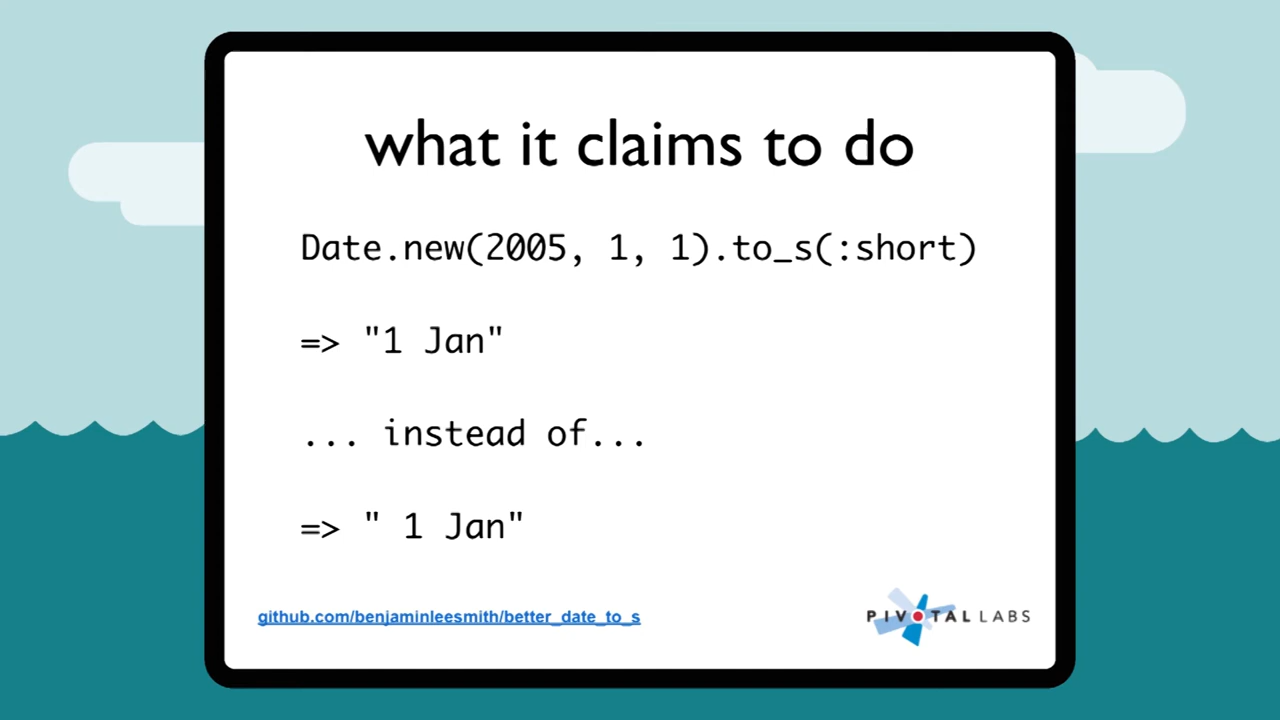 what it claims to do
Date.new(2005, 1, 1).to_s(:short)
=> "1 Jan"
... instead of...
=> " 1 Jan"
github.com/benjaminleesmith/better_date_to_s
PIVOTAL LABS